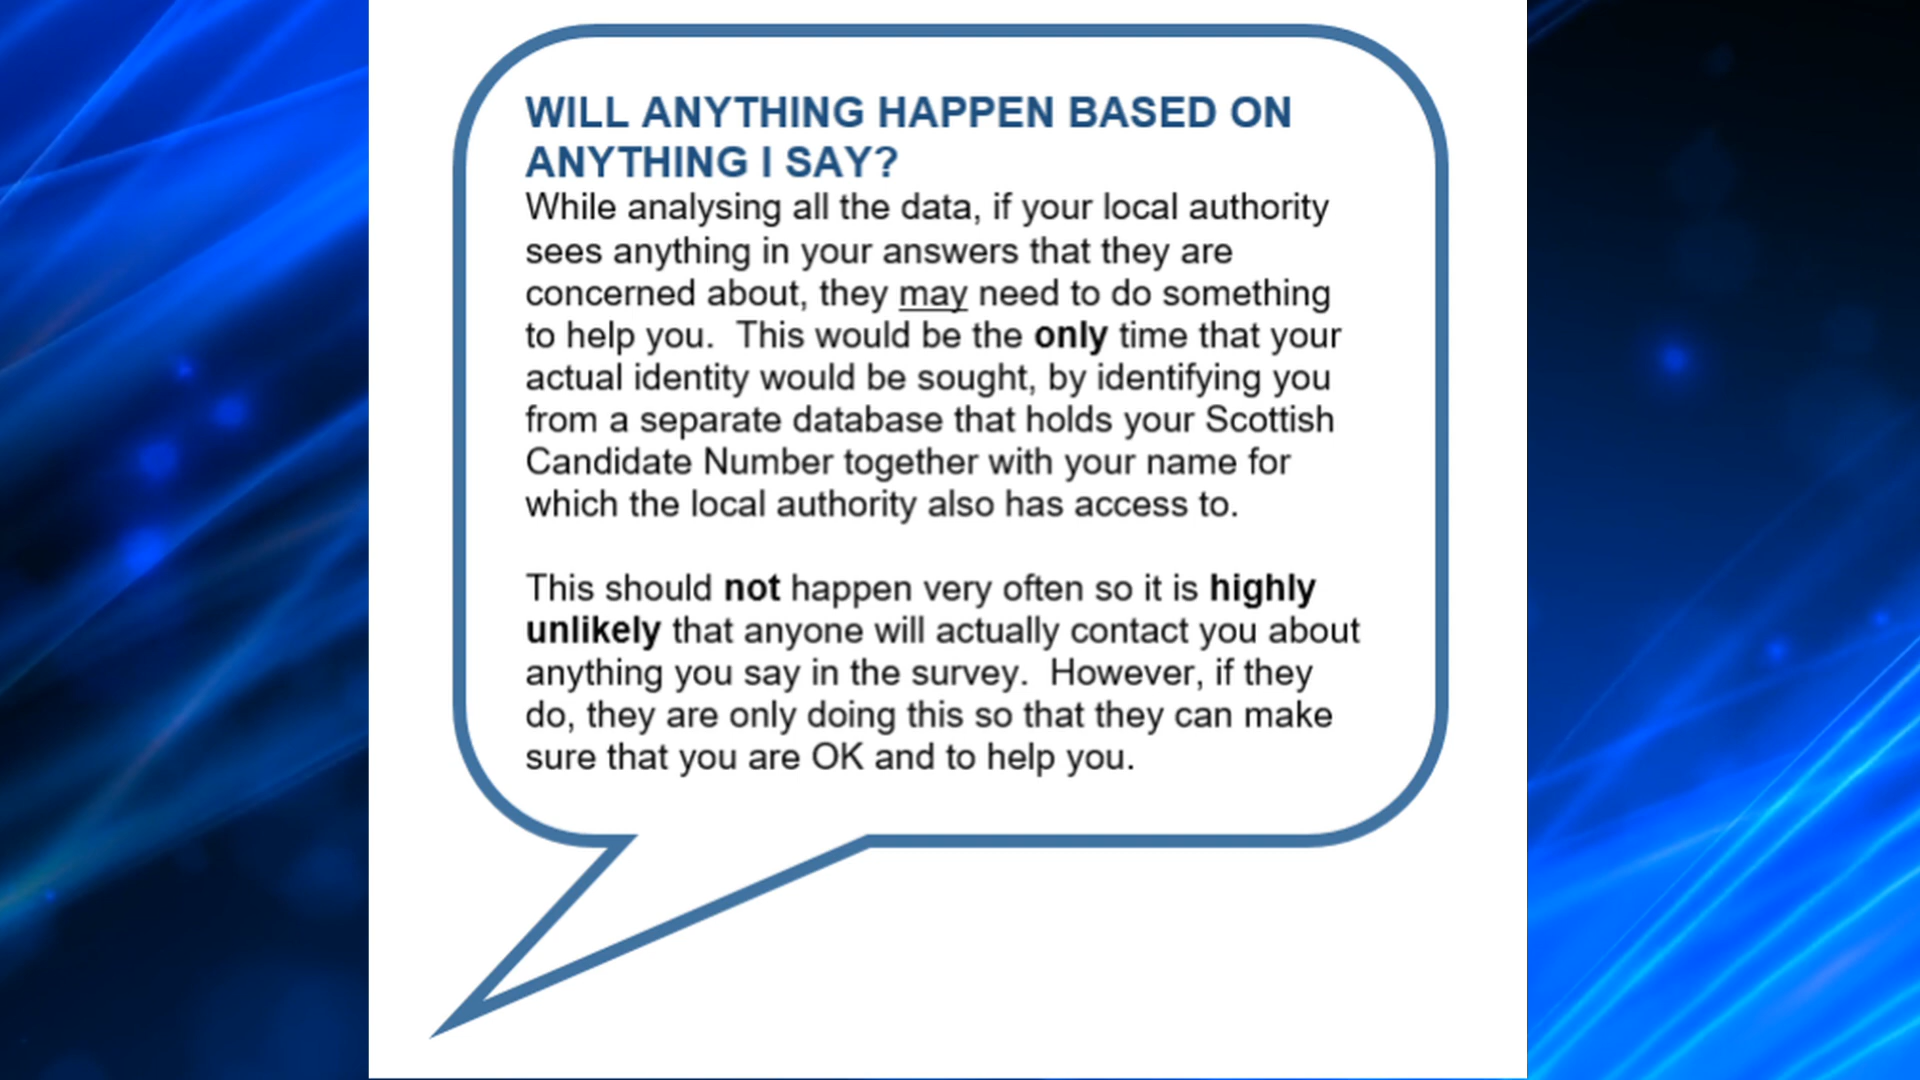 WILL ANYTHING HAPPEN BASED ON
ANYTHING I SAY?
While analysing all the data, if your local authority
sees anything in your answers that they are
concerned about, they may need to do something
to help you.  This would be the only time that your
actual identity would be sought, by identifying you
from a separate database that holds your Scottish
Candidate Number together with your name for
which the local authority also has access to.
This should not happen very often so it is highly
unlikely that anyone will actually contact you about
anything you say in the survey.  However, if they
do, they are only doing this so that they can make
sure that you are OK and to help you.